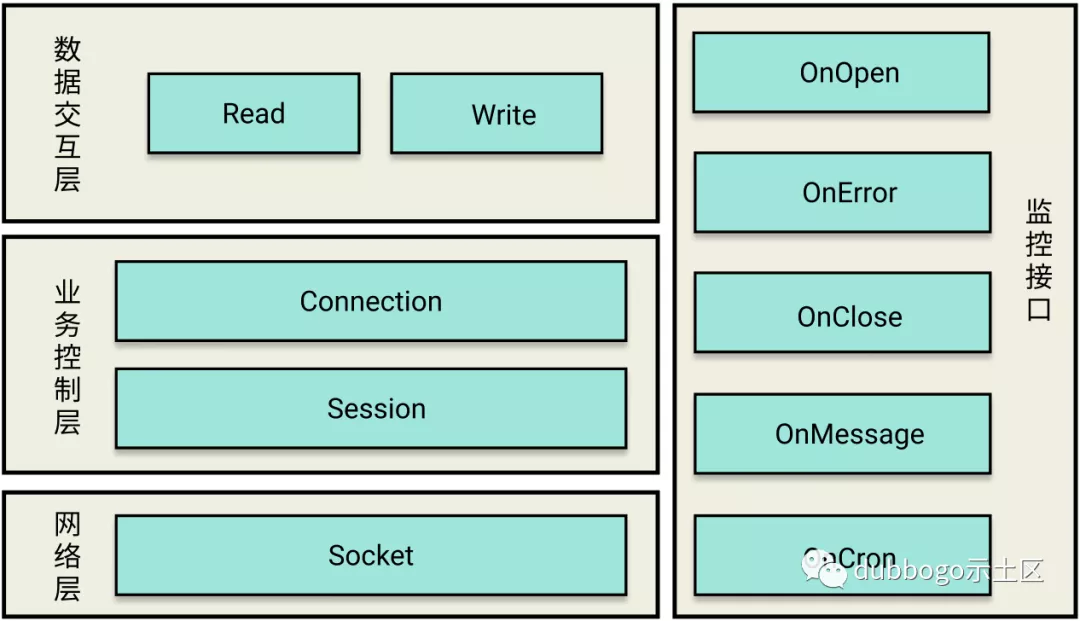 数据交互层
Read
Write
业务控制层
Connection
Session
网络层
Socket
OnOpen
OnError
OnClose
OnMessage
OnCron
监控接口
dubbogo示土区